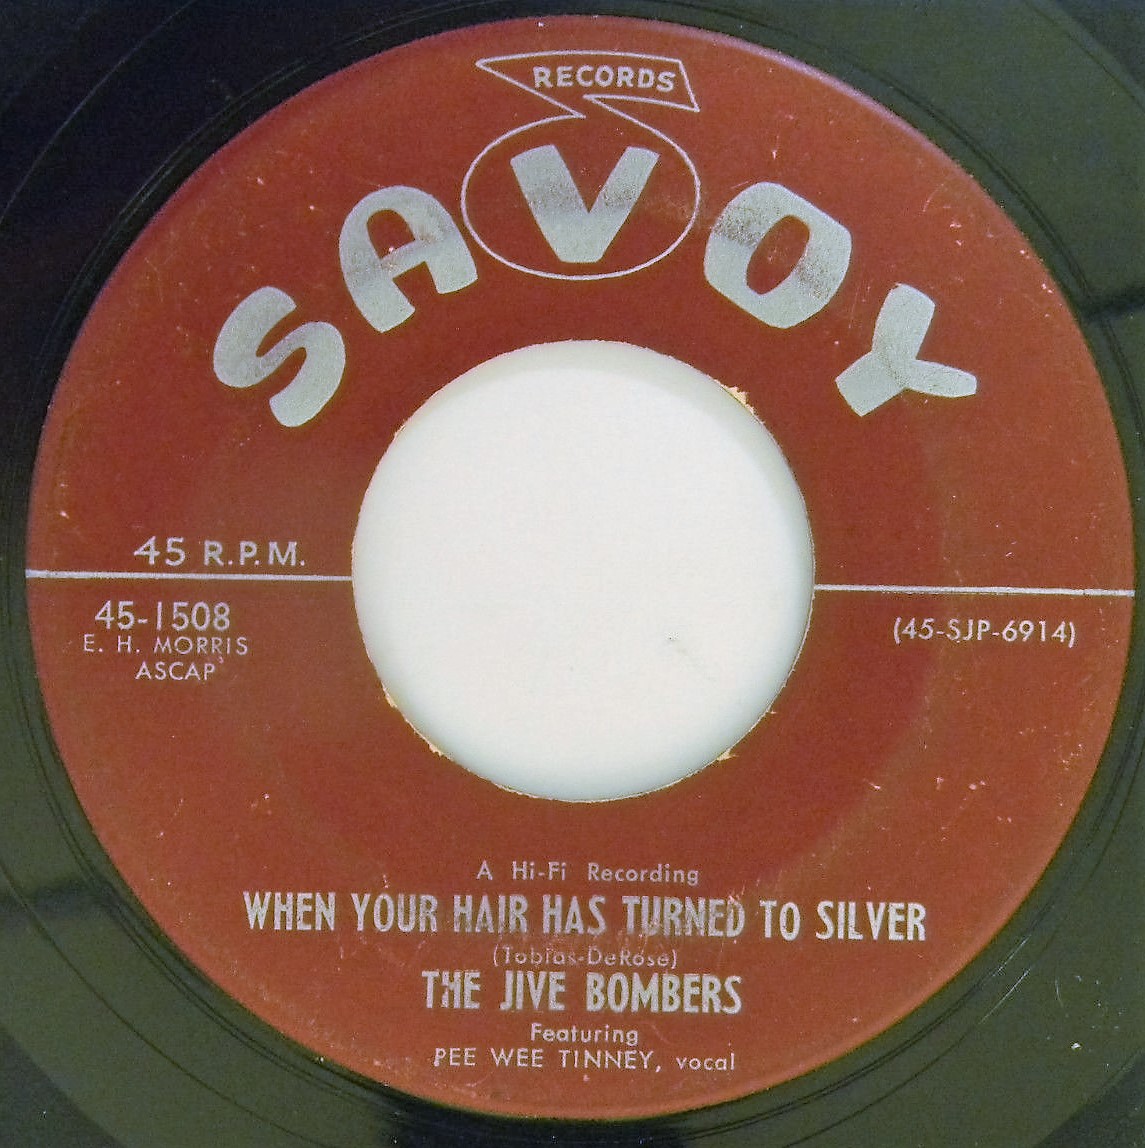 RECORDS
SAVOY
45 R.P.M.
45-1508
E. H. MORRIS
ASCAP
(45-SJP-6914)
A Hi-Fi Recording
WHEN YOUR HAIR HAS TURNED TO SILVER
(Tobias-DeRose)
THE JIVE BOMBERS
Featuring
PEE WEE TINNEY, vocal